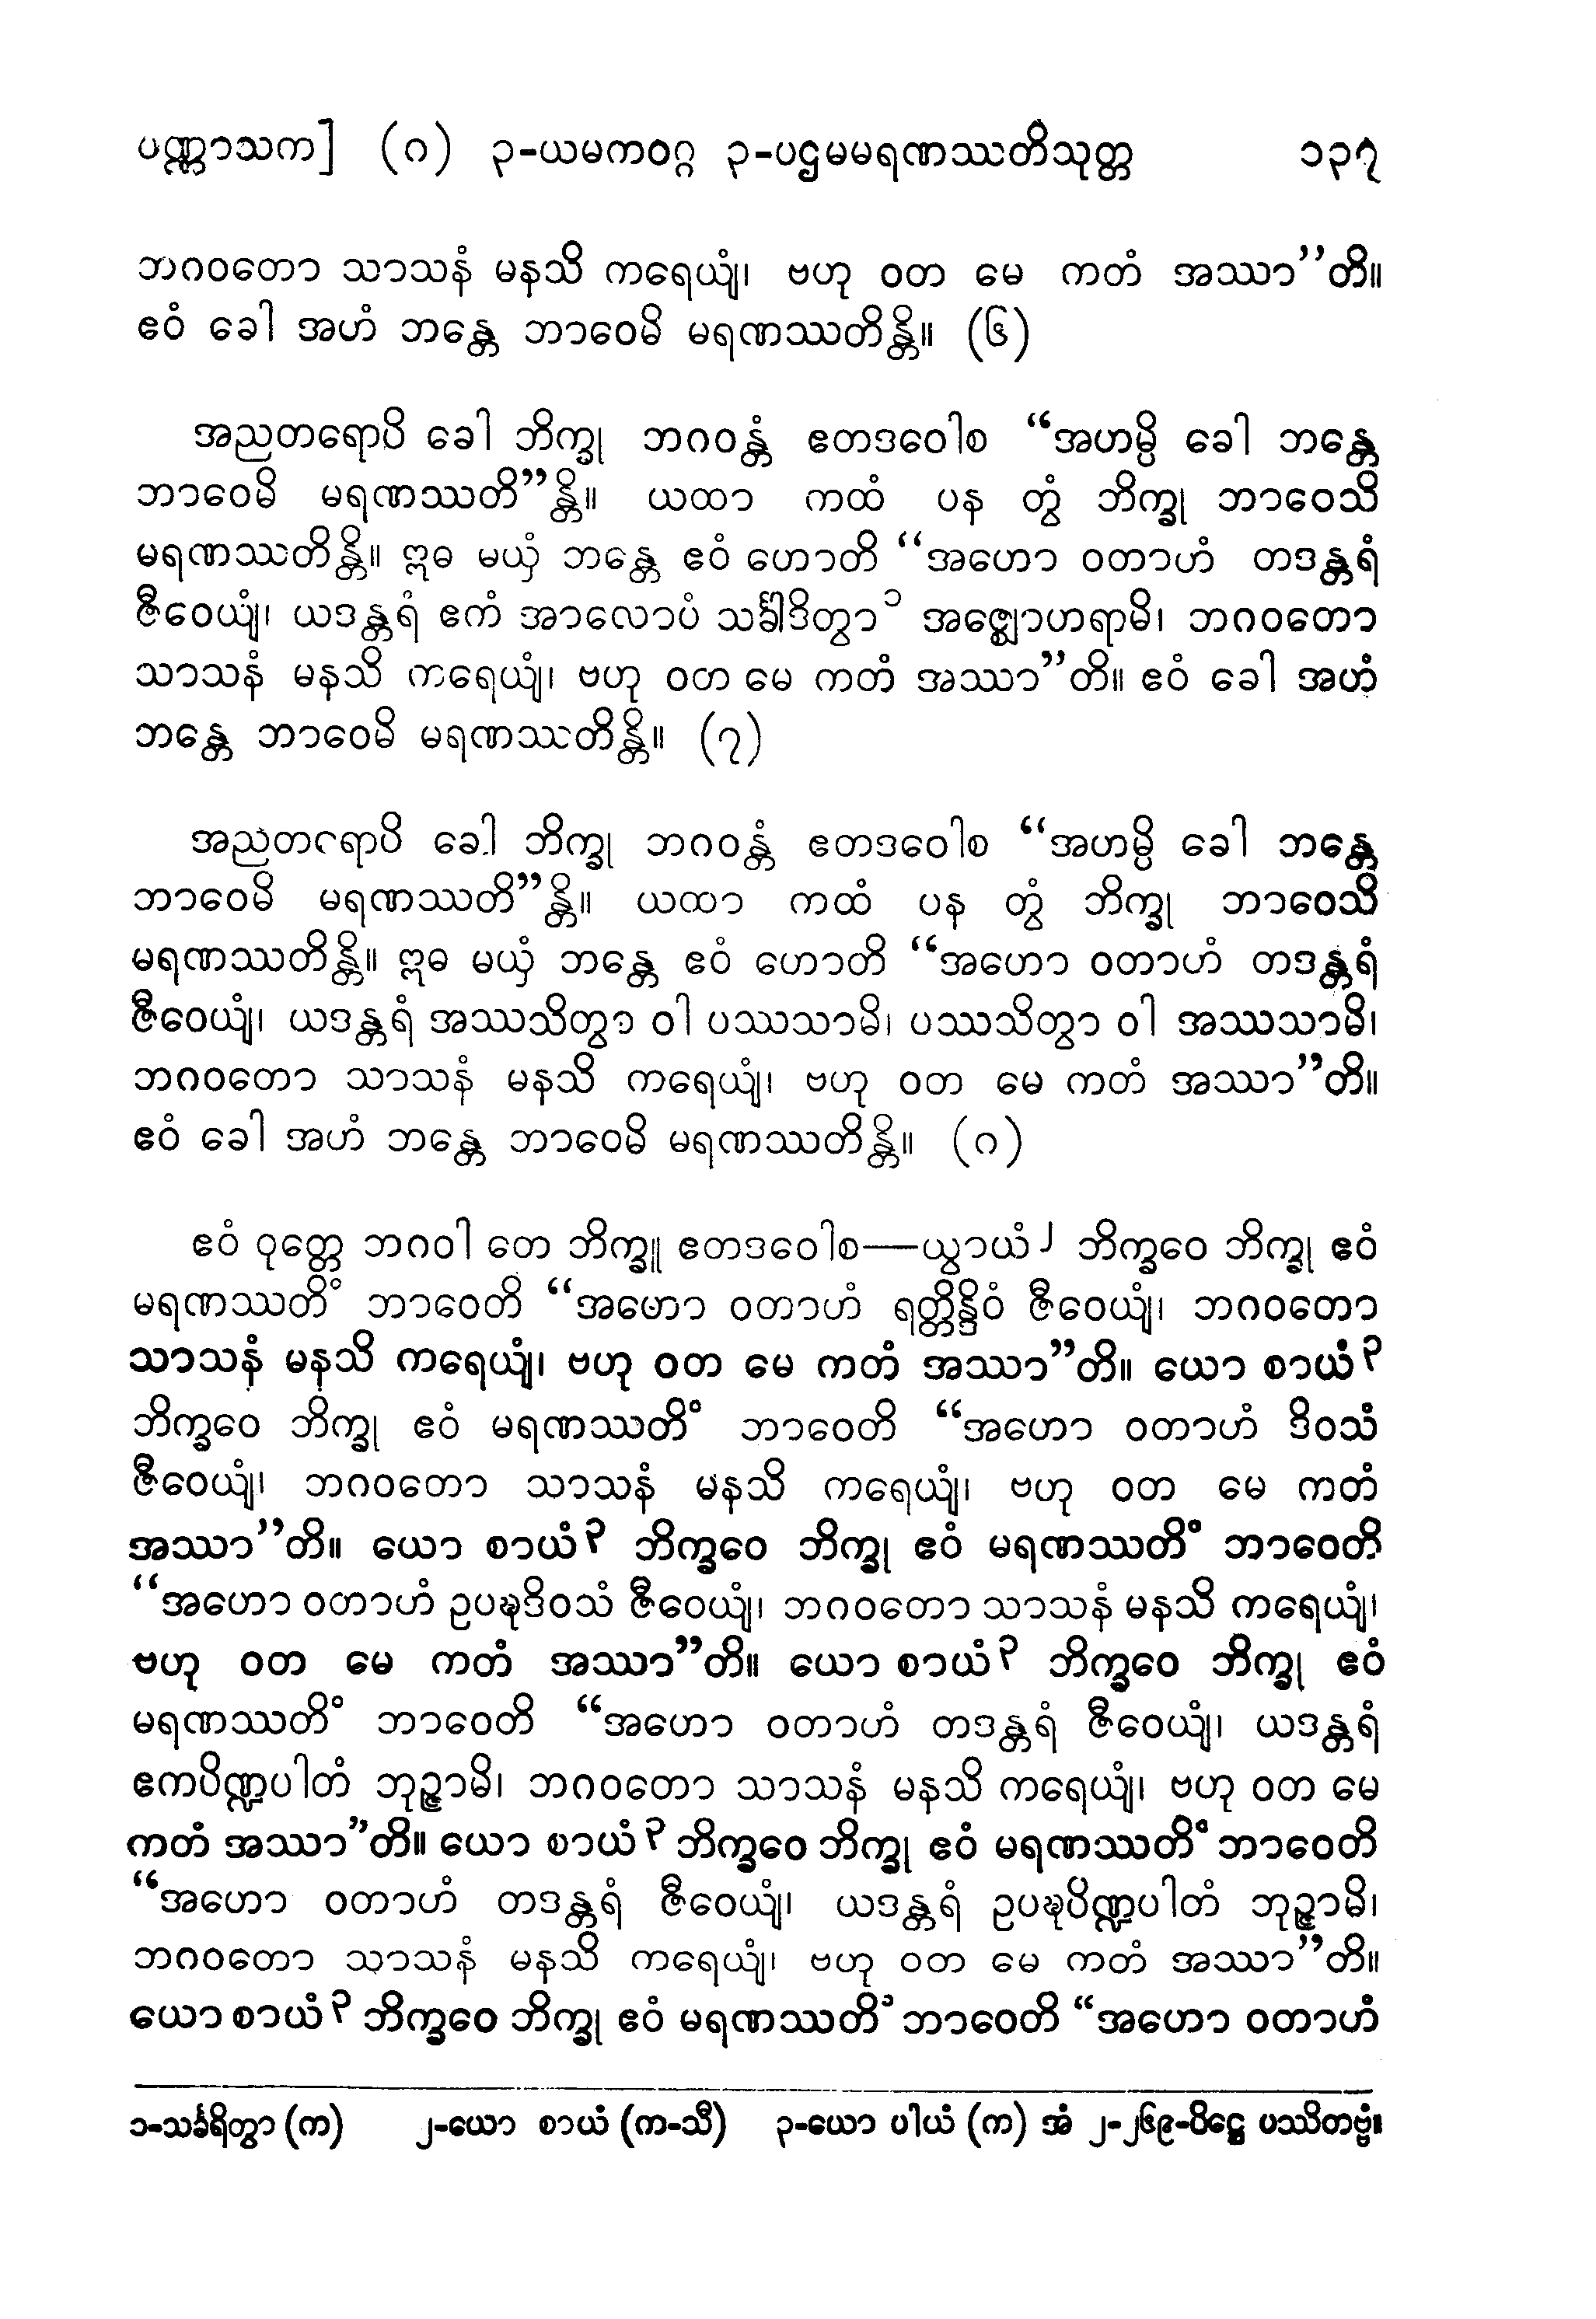 ပဏ္ဏာသက] (၈) ၃-ယမကဝဂ္ဂ ၃-ပဌမမရဏဿတိသုတ္တ ၁၃၇
ဘဂဝတော သာသနံ မနသိ ကရေယျံ၊ ဗဟု ဝတ မေ ကတံ အဿာ”တိ။
ဧဝံ ခေါ အဟံ ဘန္တေ ဘာဝေမိ မရဏဿတိန္တိ။ (၆)
အညတရောပိ ခေါ ဘိက္ခု ဘဂဝန္တံ ဧတဒဝေါစ “အဟမ္ပိ ခေါ ဘန္တေ
ဘာဝေမိ မရဏဿတိ”န္တိ။ ယထာ ကထံ ပန တွံ ဘိက္ခု ဘာဝေသိ
မရဏဿတိန္တိ။ ဣဓ မယှံ ဘန္တေ ဧဝံ ဟောတိ “အဟော ဝတာဟံ တဒန္တရံ
ဇီဝေယျံ၊ ယဒန္တရံ ဧကံ အာလောပံ သင်္ခါဒိတွာ^၁ အဇ္ဈောဟရာမိ၊ ဘဂဝတော
သာသနံ မနသိ ကရေယျံ၊ ဗဟု ဝတ မေ ကတံ အဿာ”တိ။ ဧဝံ ခေါ အဟံ
ဘန္တေ ဘာဝေမိ မရဏဿတိန္တိ။ (၇)
အညတရောပိ ခေါ ဘိက္ခု ဘဂဝန္တံ ဧတဒဝေါစ “အဟမ္ပိ ခေါ ဘန္တေ
ဘာဝေမိ မရဏဿတိ”န္တိ။ ယထာ ကထံ ပန တွံ ဘိက္ခု ဘာဝေသိ
မရဏဿတိန္တိ။ ဣဓ မယှံ ဘန္တေ ဧဝံ ဟောတိ “အဟော ဝတာဟံ တဒန္တရံ
ဇီဝေယျံ၊ ယဒန္တရံ အဿသိတွာ ဝါ ပဿသာမိ၊ ပဿသိတွာ ဝါ အဿသာမိ၊
ဘဂဝတော သာသနံ မနသိ ကရေယျံ၊ ဗဟု ဝတ မေ ကတံ အဿာ”တိ။
ဧဝံ ခေါ အဟံ ဘန္တေ ဘာဝေမိ မရဏဿတိန္တိ။ (၈)
ဧဝံ ဝုတ္တေ ဘဂဝါ တေ ဘိက္ခူ ဧတဒဝေါစ—ယွာယံ^၂ ဘိက္ခဝေ ဘိက္ခု ဧဝံ
မရဏဿတိံ ဘာဝေတိ “အဟော ဝတာဟံ ရတ္တိန္ဒိဝံ ဇီဝေယျံ၊ ဘဂဝတော
သာသနံ မနသိ ကရေယျံ၊ ဗဟု ဝတ မေ ကတံ အဿာ”တိ။ ယော စာယံ^၃
ဘိက္ခဝေ ဘိက္ခု ဧဝံ မရဏဿတိံ ဘာဝေတိ “အဟော ဝတာဟံ ဒိဝသံ
ဇီဝေယျံ၊ ဘဂဝတော သာသနံ မနသိ ကရေယျံ၊ ဗဟု ဝတ မေ ကတံ
အဿာ”တိ။ ယော စာယံ^၃ ဘိက္ခဝေ ဘိက္ခု ဧဝံ မရဏဿတိံ ဘာဝေတိ
“အဟော ဝတာဟံ ဥပဍ္ဎဒိဝသံ ဇီဝေယျံ၊ ဘဂဝတော သာသနံ မနသိ ကရေယျံ၊
ဗဟု ဝတ မေ ကတံ အဿာ”တိ။ ယော စာယံ^၃ ဘိက္ခဝေ ဘိက္ခု ဧဝံ
မရဏဿတိံ ဘာဝေတိ “အဟော ဝတာဟံ တဒန္တရံ ဇီဝေယျံ၊ ယဒန္တရံ
ဧကပိဏ္ဍပါတံ ဘုဉ္ဇာမိ၊ ဘဂဝတော သာသနံ မနသိ ကရေယျံ၊ ဗဟု ဝတ မေ
ကတံ အဿာ”တိ။ ယော စာယံ^၃ ဘိက္ခဝေ ဘိက္ခု ဧဝံ မရဏဿတိံ ဘာဝေတိ
“အဟော ဝတာဟံ တဒန္တရံ ဇီဝေယျံ၊ ယဒန္တရံ ဥပဍ္ဎပိဏ္ဍပါတံ ဘုဉ္ဇာမိ၊
ဘဂဝတော သာသနံ မနသိ ကရေယျံ၊ ဗဟု ဝတ မေ ကတံ အဿာ”တိ။
ယော စာယံ^၃ ဘိက္ခဝေ ဘိက္ခု ဧဝံ မရဏဿတိံ ဘာဝေတိ “အဟော ဝတာဟံ
၁-သင်္ခရိတွာ (က) ၂-ယော စာယံ (က-သီ) ၃-ယော ပါယံ (က) အံ ၂-၂၆၉-ပိဋ္ဌေ ပဿိတဗ္ဗံ။